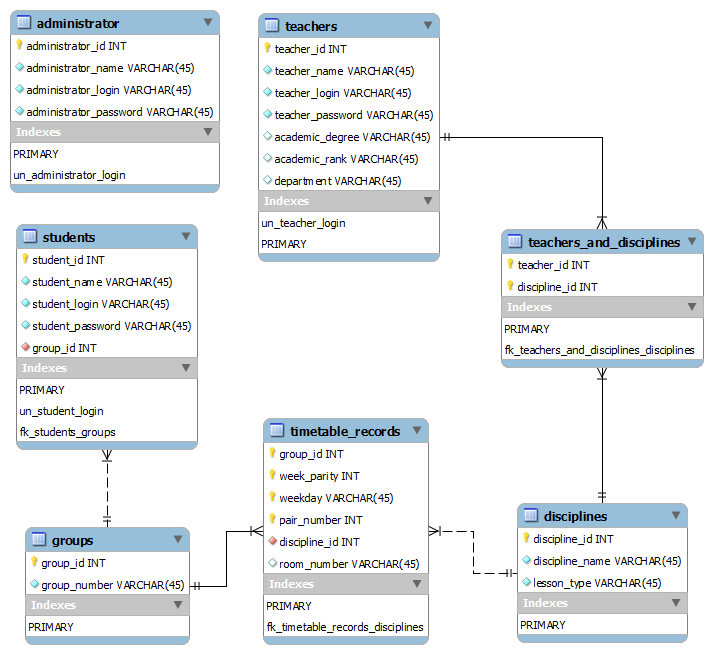 administrator
administrator_id INT
administrator_name VARCHAR(45)
administrator_login VARCHAR(45)
administrator_password VARCHAR(45)
Indexes
PRIMARY
un_administrator_login
teachers
teacher_id INT
teacher_name VARCHAR(45)
teacher_login VARCHAR(45)
teacher_password VARCHAR(45)
academic_degree VARCHAR(45)
academic_rank VARCHAR(45)
department VARCHAR(45)
Indexes
un_teacher_login
PRIMARY
students
student_id INT
student_name VARCHAR(45)
student_login VARCHAR(45)
student_password VARCHAR(45)
group_id INT
Indexes
PRIMARY
un_student_login
fk_students_groups
teachers_and_disciplines
teacher_id INT
discipline_id INT
Indexes
PRIMARY
fk_teachers_and_disciplines_disciplines
timetable_records
group_id INT
week_parity INT
weekday VARCHAR(45)
pair_number INT
discipline_id INT
room_number VARCHAR(45)
Indexes
PRIMARY
fk_timetable_records_disciplines
groups
group_id INT
group_number VARCHAR(45)
Indexes
PRIMARY
disciplines
discipline_id INT
discipline_name VARCHAR(45)
lesson_type VARCHAR(45)
Indexes
PRIMARY